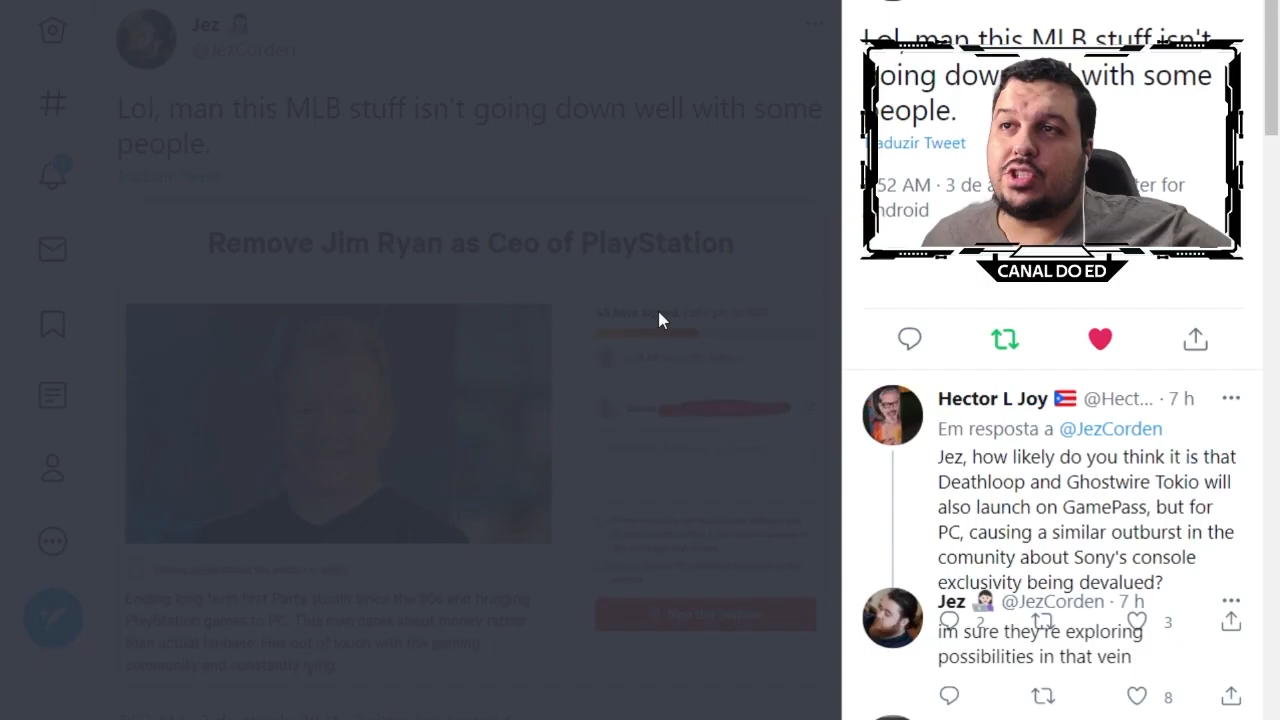 Jez
@JezCorden
Lol, man this MLB stuff isn't going down well with some
people.
Traduzir Tweet
Remove Jim Ryan as Ceo of PlayStation
Ending long term first Party studs since the 90s and bringing
PlayStation games to PC. This man cares about money rather
than actual fanbase. He's out of touch with the gaming
community and constantly lying.
Lol, man this MLB stuff isn't
going down with some
people.
aduzir Tweet
52 AM · 3 de ter for
ndroid
CANAL DO ED
Hector L Joy @Hect... · 7 h
Em resposta a @JezCorden
Jez, how likely do you think it is that
Deathloop and Ghostwire Tokio will
also launch on GamePass, but for
PC, causing a similar outburst in the
comunity about Sony's console
exclusivity being devalued?
2 3
Jez @JezCorden · 7 h
im sure they're exploring
possibilities in that vein
8